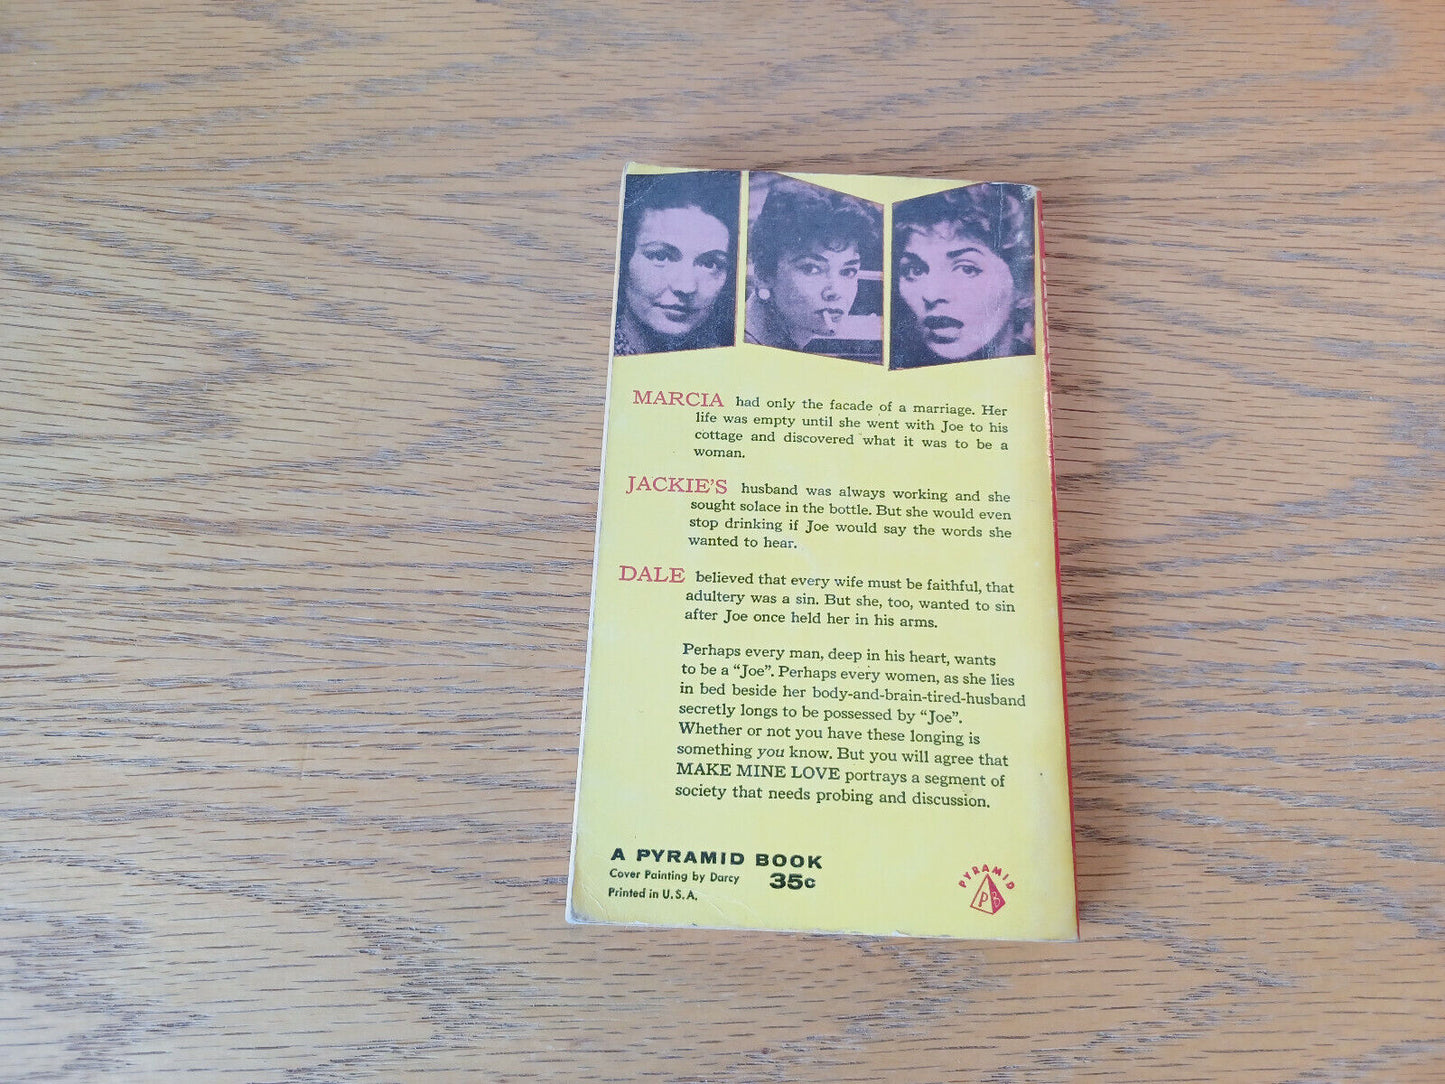 MARCIA had only the facade of a marriage. Her
life was empty until she went with Joe to his
cottage and discovered what it was to be a
woman.
JACKIE'S husband was always working and she
sought solace in the bottle. But she would even
stop drinking if Joe would say the words she
wanted to hear.
DALE believed that every wife must be faithful, that
adultery was a sin. But she, too, wanted to sin
after Joe once held her in his arms.
Perhaps every man, deep in his heart, wants
to be a "Joe". Perhaps every women, as she lies
in bed beside her body-and-brain-tired-husband
secretly longs to be possessed by "Joe".
Whether or not you have these longing is
something you know. But you will agree that
MAKE MINE LOVE portrays a segment of
society that needs probing and discussion.
A PYRAMID BOOK
Cover Painting by Darcy 35c
Printed in U.S.A.
PYRAMID
PB